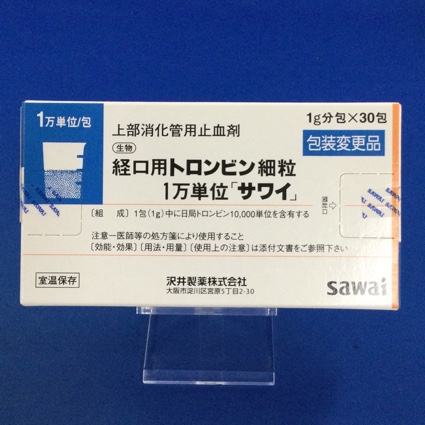 1万単位/包
1g分包×30包
上部消化管用止血剤
包装変更品
生物
経口用トロンビン細粒
1万単位「サワイ」
[組 成] 1包(1g)中に日局トロンビン10,000単位を含有する
開封口
注意-医師等の処方箋により使用すること
[効能・効果] [用法・用量] [使用上の注意]は添付文書をご参照下さい
室温保存
沢井製薬株式会社
大阪市淀川区宮原5丁目2-30
sawai
SAWAI
SAWAI